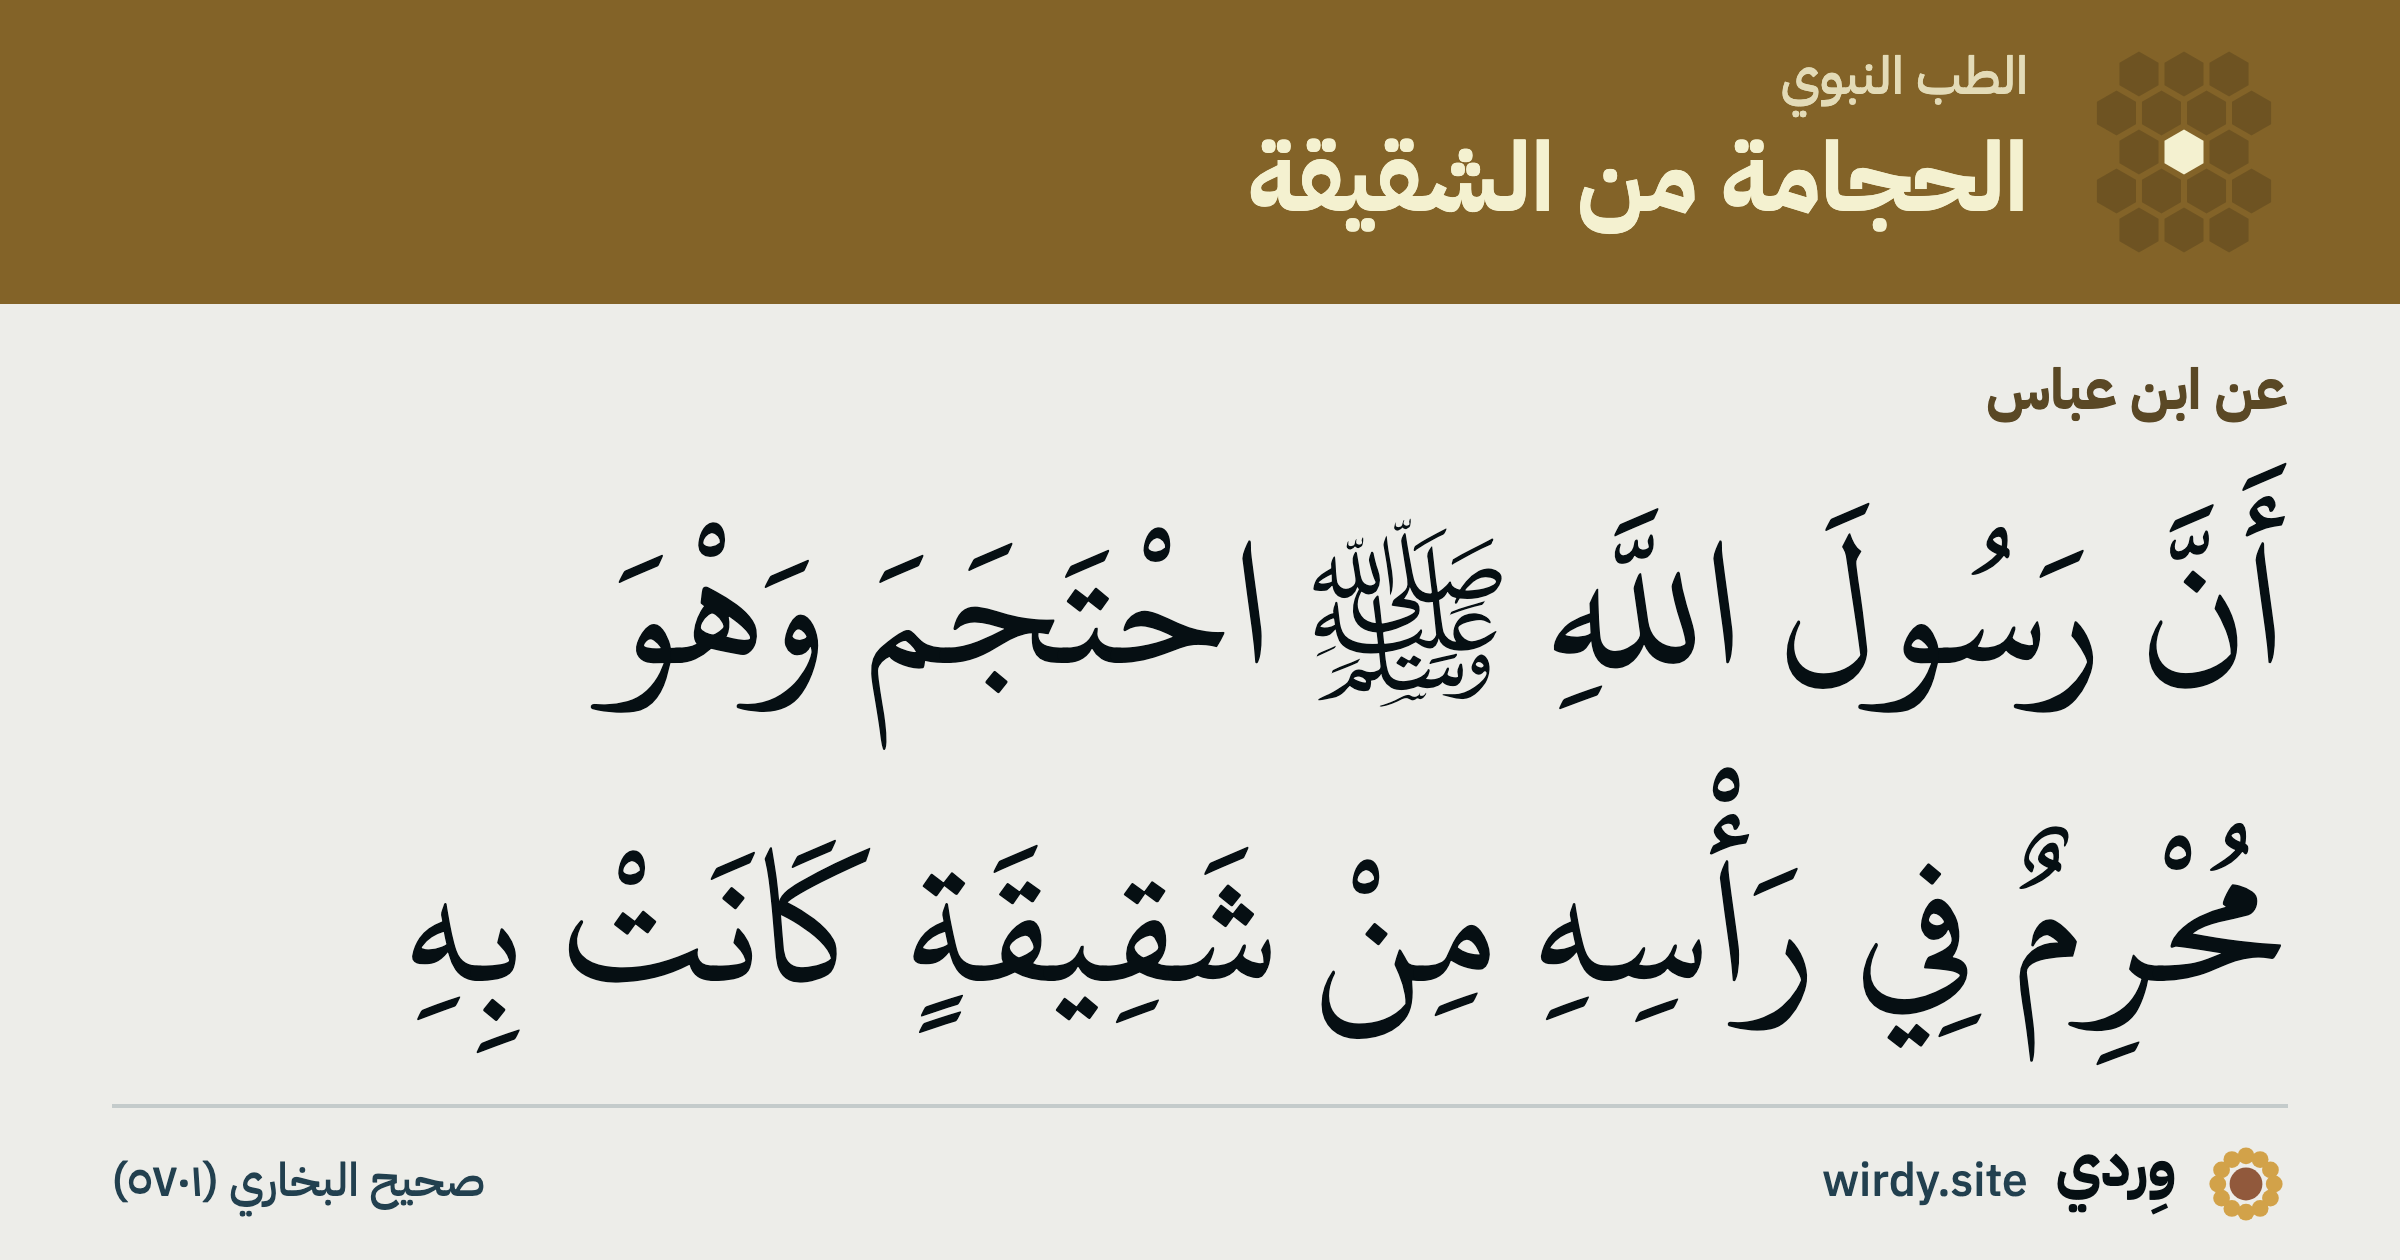 الطب النبوي
الحجامة من الشقيقة
عن ابن عباس
أَنَّ رَسُولَ اللَّهِ ﷺ احْتَجَمَ وَهْوَ
مُحْرِمٌ فِي رَأْسِهِ مِنْ شَقِيقَةٍ كَانَتْ بِهِ
وِردي wirdy.site
صحيح البخاري (٥٧٠١)